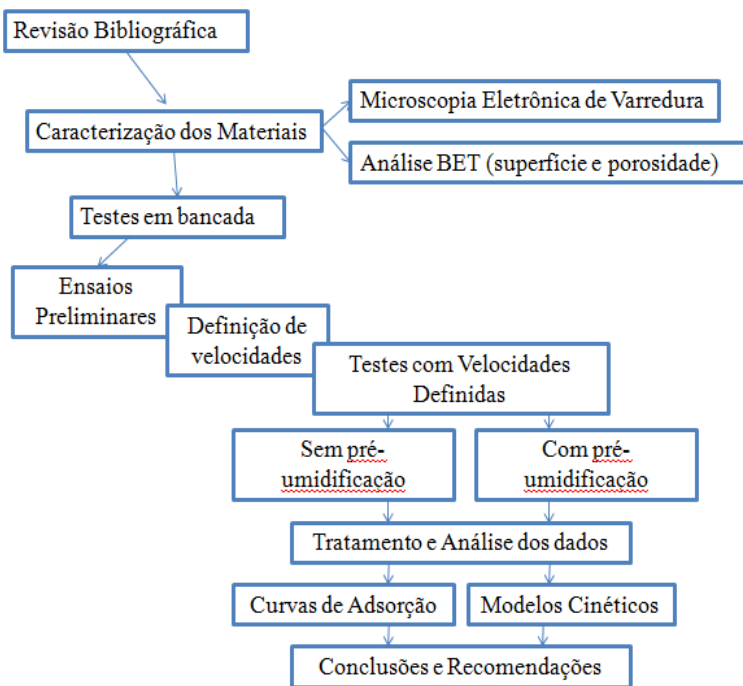 Revisão Bibliográfica
Microscopia Eletrônica de Varredura
Caracterização dos Materiais
Análise BET (superfície e porosidade)
Testes em bancada
Ensaios
Preliminares
Definição de
velocidades
Testes com Velocidades
Definidas
Sem pré-
umidificação
Com pré-
umidificação
Tratamento e Análise dos dados
Curvas de Adsorção
Modelos Cinéticos
Conclusões e Recomendações